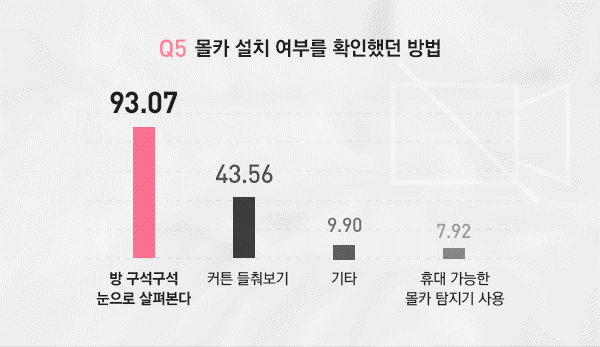 Q5 몰카 설치 여부를 확인했던 방법
93.07
43.56
9.90
7.92
방 구석구석
눈으로 살펴본다
커튼 들춰보기
기타
휴대 가능한
몰카 탐지기 사용